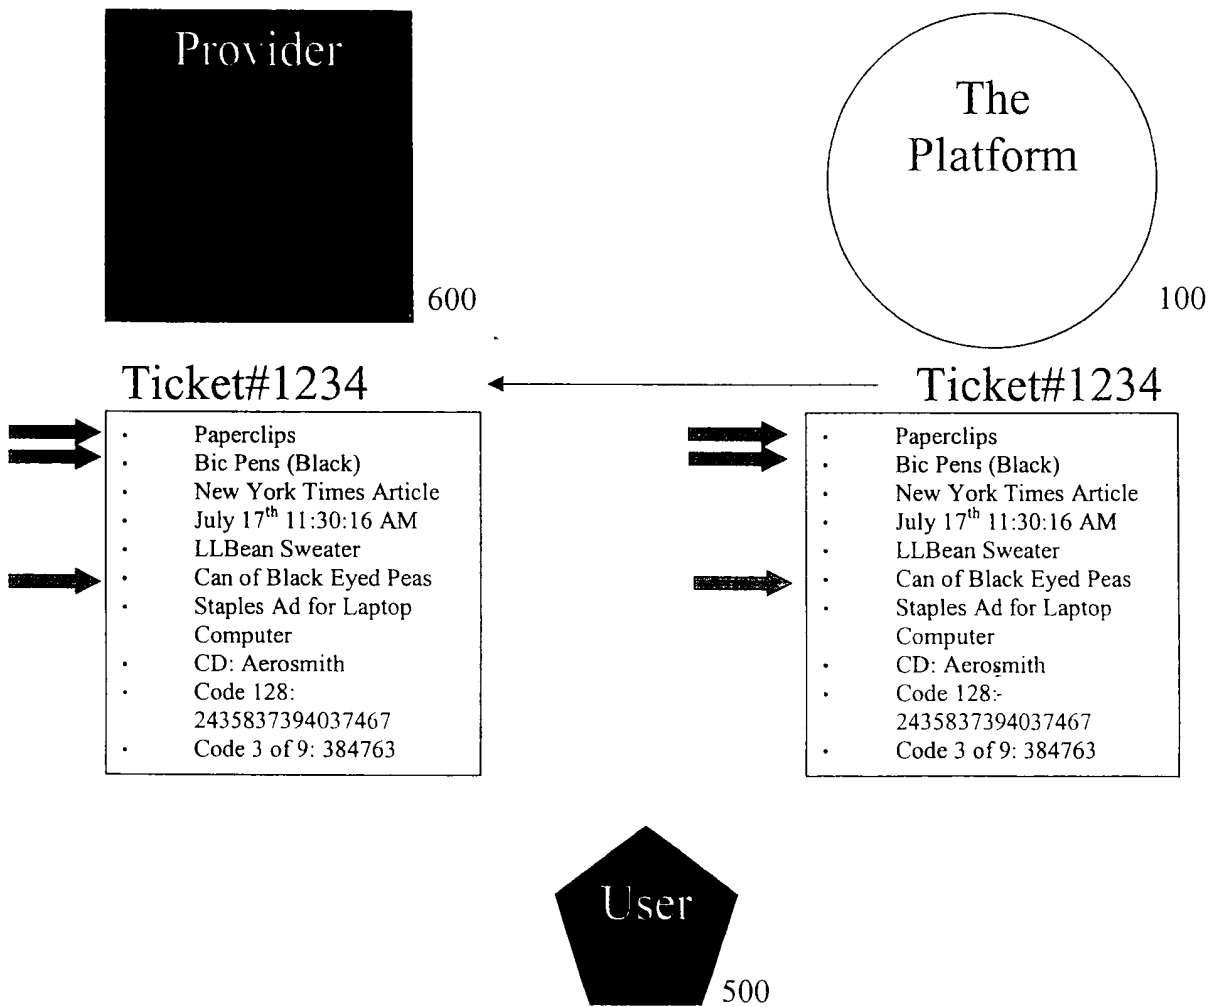 Provider
600
The
Platform
100
Ticket#1234
· Paperclips
· Bic Pens (Black)
· New York Times Article
· July 17th 11:30:16 AM
· LLBean Sweater
· Can of Black Eyed Peas
· Staples Ad for Laptop
Computer
· CD: Aerosmith
· Code 128:
2435837394037467
· Code 3 of 9: 384763
Ticket#1234
· Paperclips
· Bic Pens (Black)
· New York Times Article
· July 17th 11:30:16 AM
· LLBean Sweater
· Can of Black Eyed Peas
· Staples Ad for Laptop
Computer
· CD: Aerosmith
· Code 128:
2435837394037467
· Code 3 of 9: 384763
User
500